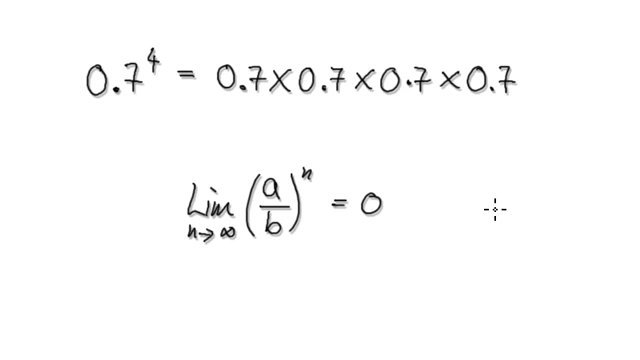 0.7⁴ = 0.7×0.7×0.7×0.7
Lim n→∞ (a/b)ⁿ = 0